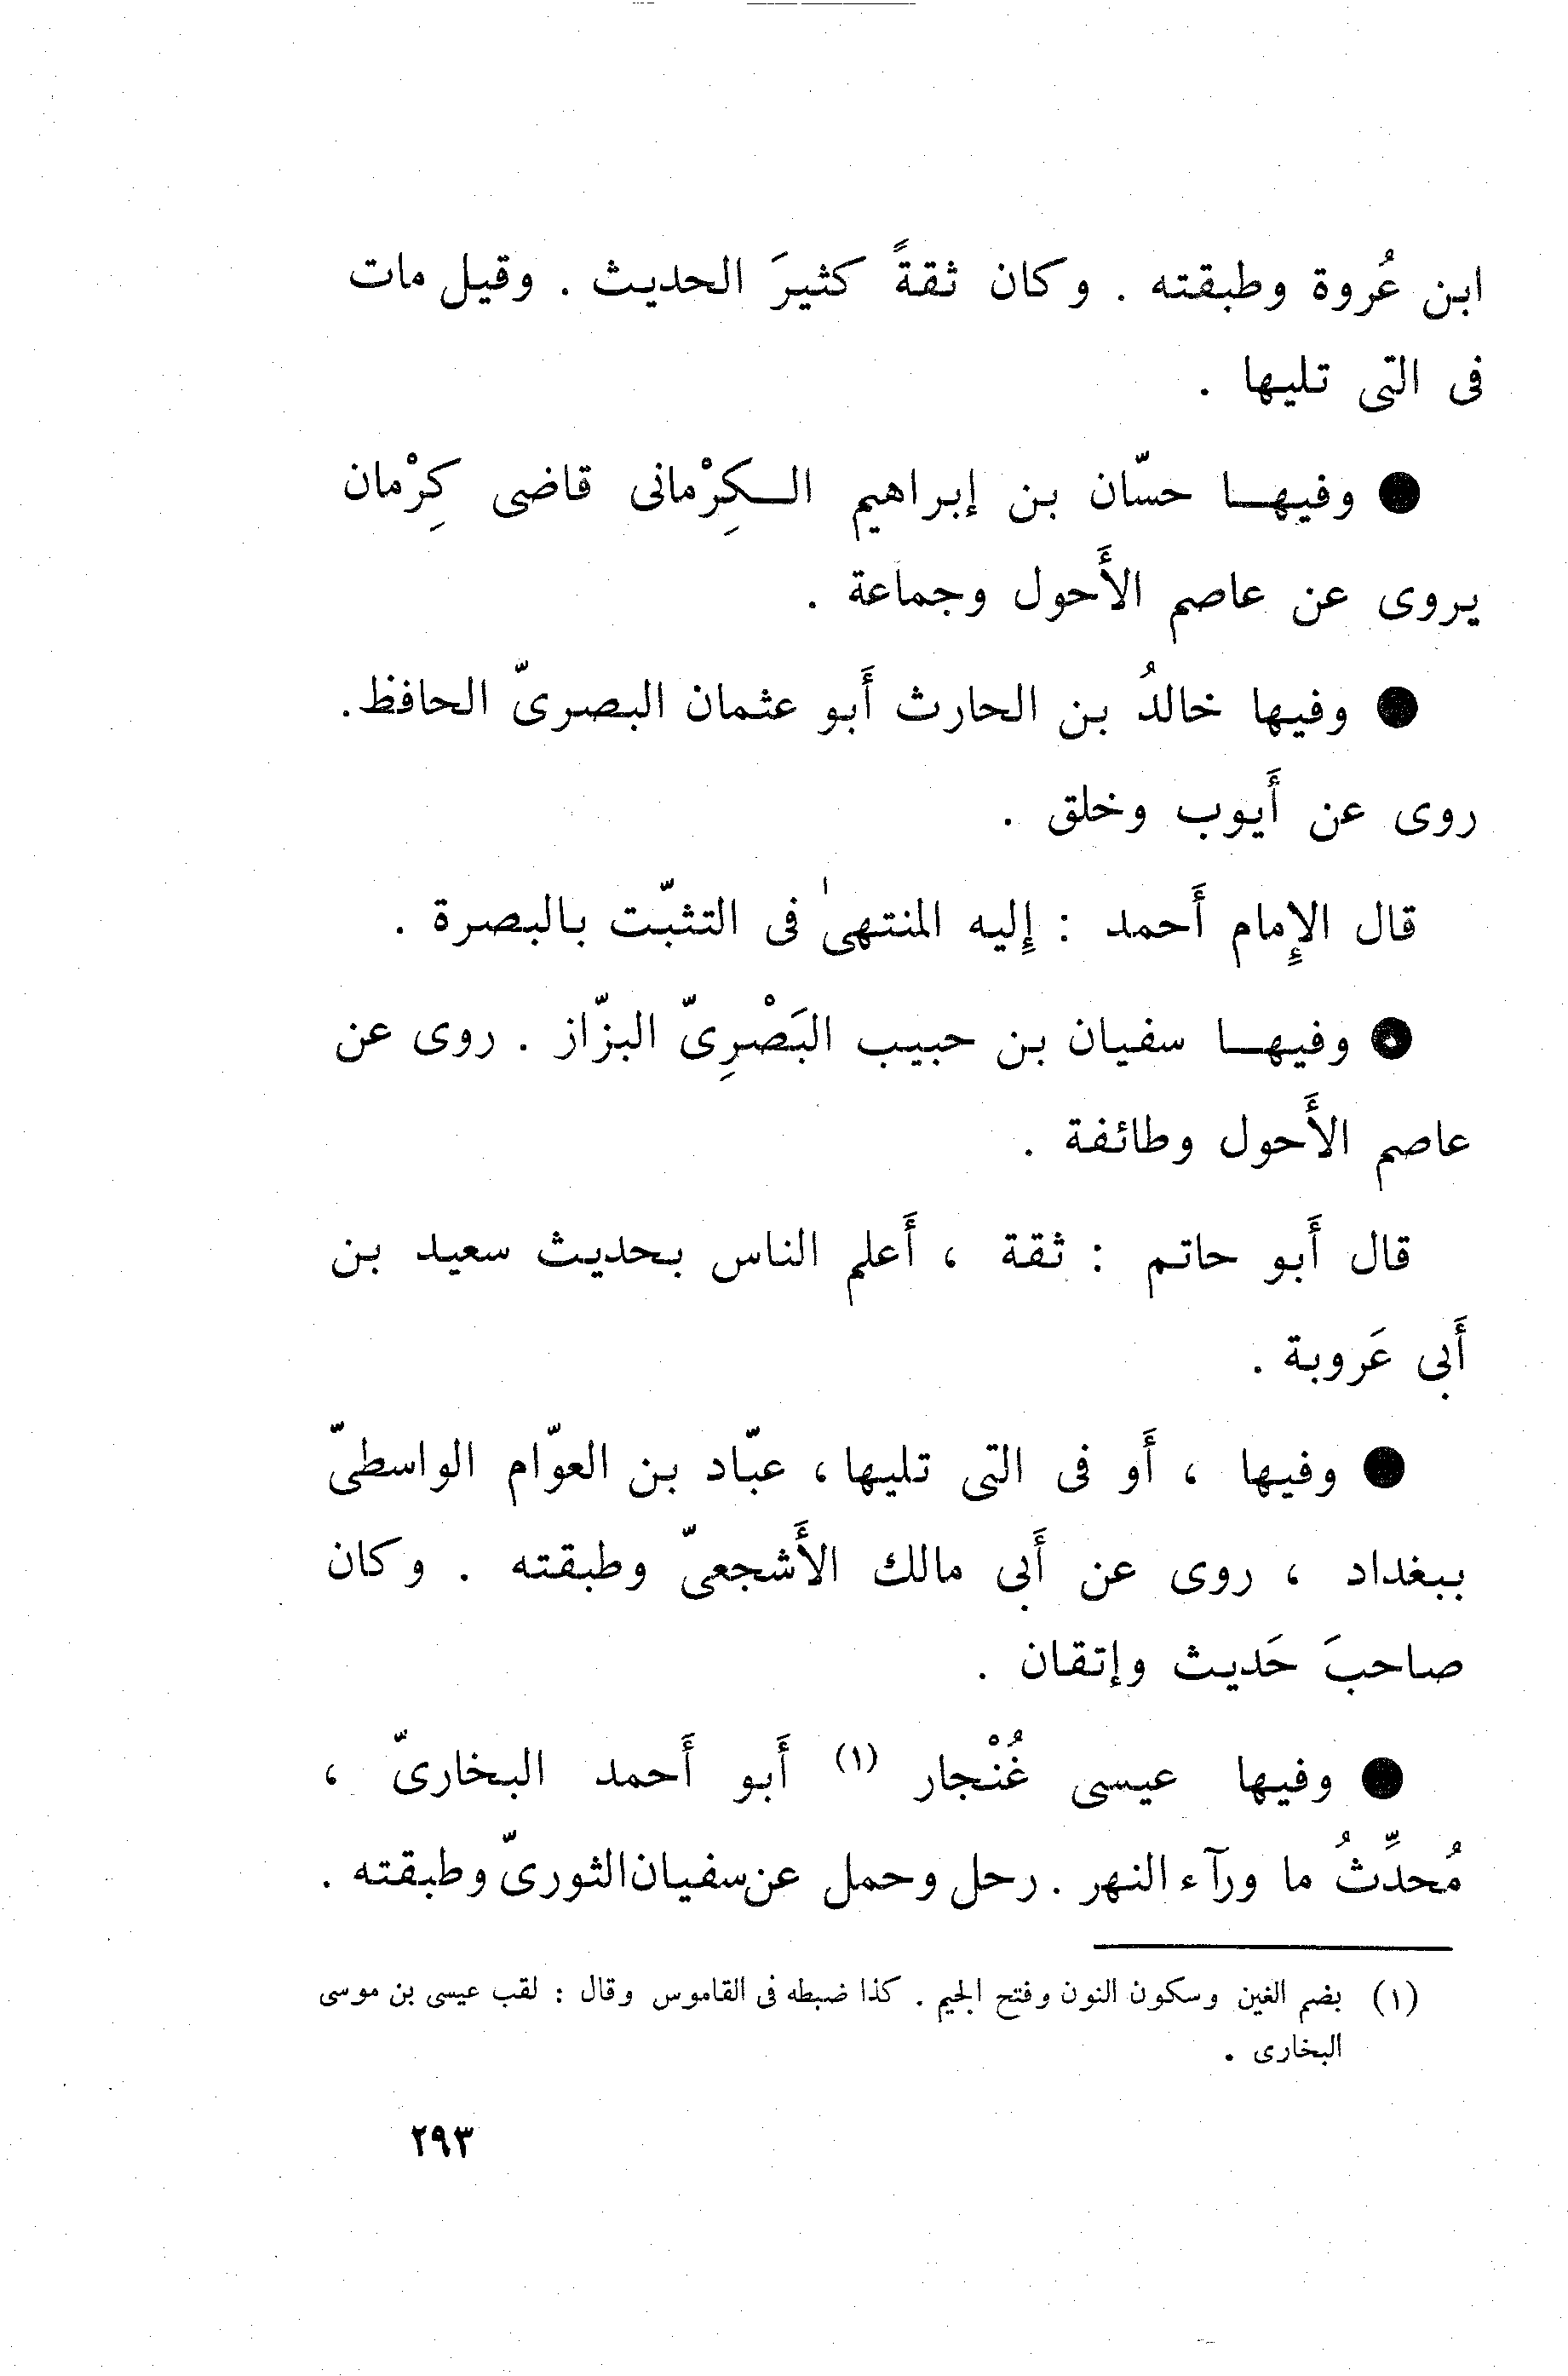 ابن عُروة وطبقته . وكان ثقةً كثيرَ الحديث . وقيل مات
فى التى تليها .
● وفيها حسّان بن إبراهيم الكِرْمانى قاضى كِرْمان
يروى عن عاصم الأَحول وجماعة .
● وفيها خالدُ بن الحارث أَبو عثمان البصرىّ الحافظ.
روى عن أَيوب وخلق .
قال الإِمام أَحمد : إِليه المنتهىٰ فى التثبّت بالبصرة .
● وفيها سفيان بن حبيب البَصْرِىّ البزّاز . روى عن
عاصم الأَحول وطائفة .
قال أَبو حاتم : ثقة ، أَعلم الناس بحديث سعيد بن
أَبى عَروبة .
● وفيها ، أَو فى التى تليها، عبّاد بن العوّام الواسطىّ
ببغداد ، روى عن أَبى مالك الأَشجعىّ وطبقته . وكان
صاحبَ حَديث وإتقان .
● وفيها عيسى غُنْجار (١) أَبو أَحمد البخارىّ ،
مُحدِّثُ ما ورآء النهر . رحل وحمل عن سفيان الثورىّ وطبقته .
(١) بضم الغين وسكون النون وفتح الجيم . كذا ضبطه فى القاموس وقال : لقب عيسى بن موسى
البخارى .
٢٩٣